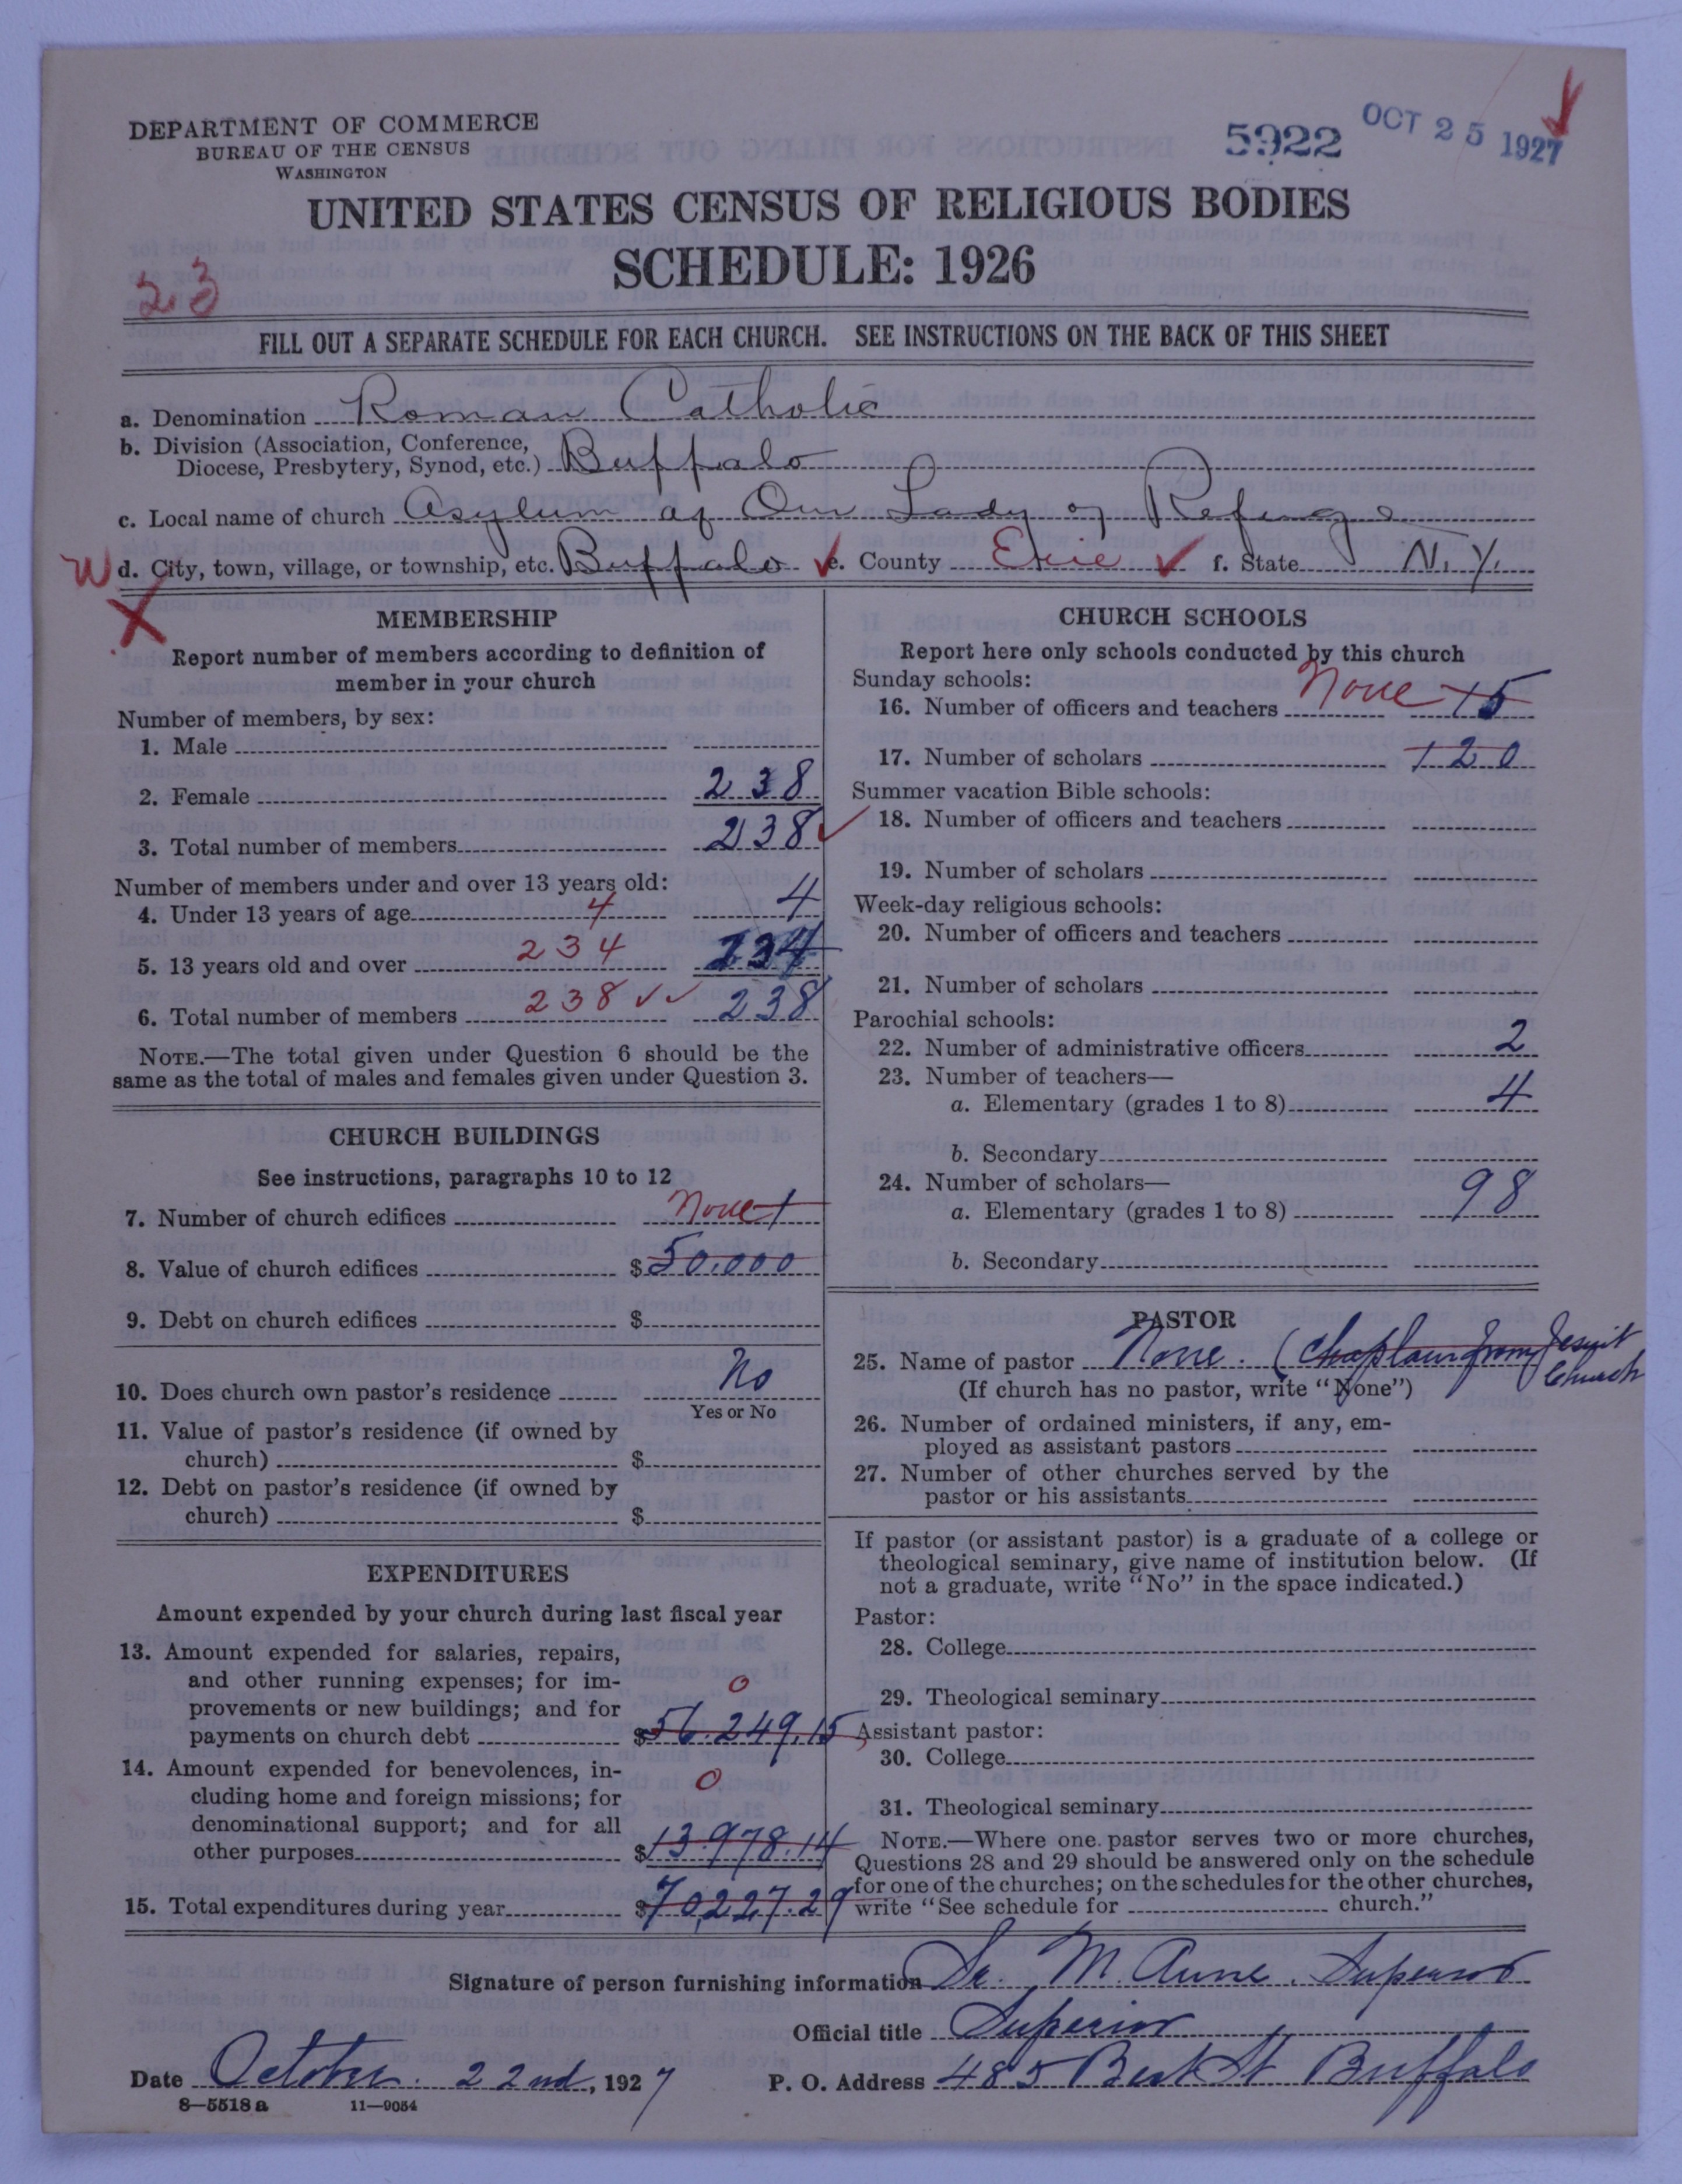 DEPARTMENT OF COMMERCE
BUREAU OF THE CENSUS
WASHINGTON
5922
OCT 25 1927
UNITED STATES CENSUS OF RELIGIOUS BODIES
SCHEDULE: 1926
23
FILL OUT A SEPARATE SCHEDULE FOR EACH CHURCH. SEE INSTRUCTIONS ON THE BACK OF THIS SHEET
a. Denomination Roman Catholic
b. Division (Association, Conference,
Diocese, Presbytery, Synod, etc.) Buffalo
c. Local name of church Asylum of Our Lady of Refuge
W d. City, town, village, or township, etc. Buffalo e. County Erie f. State N.Y.
X
MEMBERSHIP
Report number of members according to definition of
member in your church
Number of members, by sex:
1. Male
2. Female 238
3. Total number of members 238
Number of members under and over 13 years old:
4. Under 13 years of age 4 4
5. 13 years old and over 234 234
6. Total number of members 238 238
NOTE.—The total given under Question 6 should be the
same as the total of males and females given under Question 3.
CHURCH BUILDINGS
See instructions, paragraphs 10 to 12
7. Number of church edifices None 1
8. Value of church edifices $50.000
9. Debt on church edifices $
10. Does church own pastor's residence No
Yes or No
11. Value of pastor's residence (if owned by
church) $
12. Debt on pastor's residence (if owned by
church) $
EXPENDITURES
Amount expended by your church during last fiscal year
13. Amount expended for salaries, repairs,
and other running expenses; for im-
provements or new buildings; and for 0
payments on church debt $56.249.15
14. Amount expended for benevolences, in-
cluding home and foreign missions; for 0
denominational support; and for all
other purposes $13.978.14
15. Total expenditures during year $70,227.29
CHURCH SCHOOLS
Report here only schools conducted by this church
Sunday schools:
16. Number of officers and teachers None 15
17. Number of scholars 120
Summer vacation Bible schools:
18. Number of officers and teachers
19. Number of scholars
Week-day religious schools:
20. Number of officers and teachers
21. Number of scholars
Parochial schools:
22. Number of administrative officers 2
23. Number of teachers—
a. Elementary (grades 1 to 8) 4
b. Secondary
24. Number of scholars—
a. Elementary (grades 1 to 8) 98
b. Secondary
PASTOR
25. Name of pastor None. (Chaplain from Jesuit
Church
(If church has no pastor, write "None")
26. Number of ordained ministers, if any, em-
ployed as assistant pastors
27. Number of other churches served by the
pastor or his assistants
If pastor (or assistant pastor) is a graduate of a college or
theological seminary, give name of institution below. (If
not a graduate, write "No" in the space indicated.)
Pastor:
28. College
29. Theological seminary
Assistant pastor:
30. College
31. Theological seminary
NOTE.—Where one pastor serves two or more churches,
Questions 28 and 29 should be answered only on the schedule
for one of the churches; on the schedules for the other churches,
write "See schedule for church."
Signature of person furnishing information Sr. M. Anne. Superior
Official title Superior
Date October 22nd, 1927
P. O. Address 485 Best St Buffalo
8—5518a 11—9054